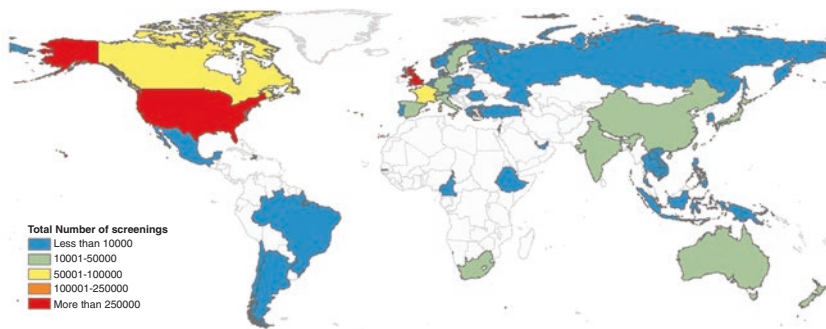 Total Number of screenings
Less than 10000
10001-50000
50001-100000
100001-250000
More than 250000